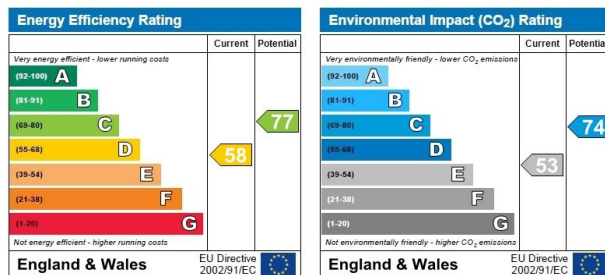 Energy Efficiency Rating
Current Potential
Very energy efficient - lower running costs
(92-100) A
(81-91) B
(69-80) C
77
(55-68) D
58
(39-54) E
(21-38) F
(1-20) G
Not energy efficient - higher running costs
England & Wales
EU Directive
2002/91/EC
Environmental Impact (CO2) Rating
Current Potential
Very environmentally friendly - lower CO2 emissions
(92-100) A
(81-91) B
(69-80) C
74
(55-68) D
(39-54) E
53
(21-38) F
(1-20) G
Not environmentally friendly - higher CO2 emissions
England & Wales
EU Directive
2002/91/EC